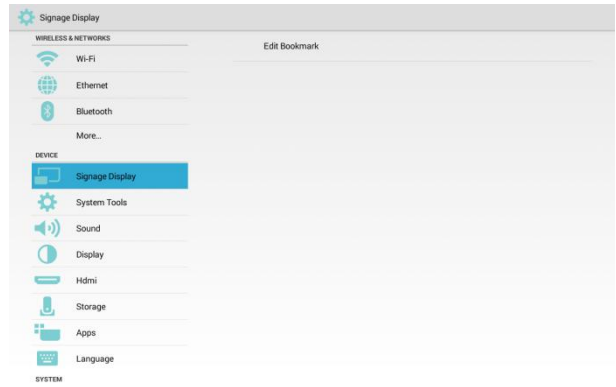 Signage Display
WIRELESS & NETWORKS
Wi-Fi
Ethernet
Bluetooth
More...
DEVICE
Signage Display
System Tools
Sound
Display
Hdmi
Storage
Apps
Language
SYSTEM
Edit Bookmark